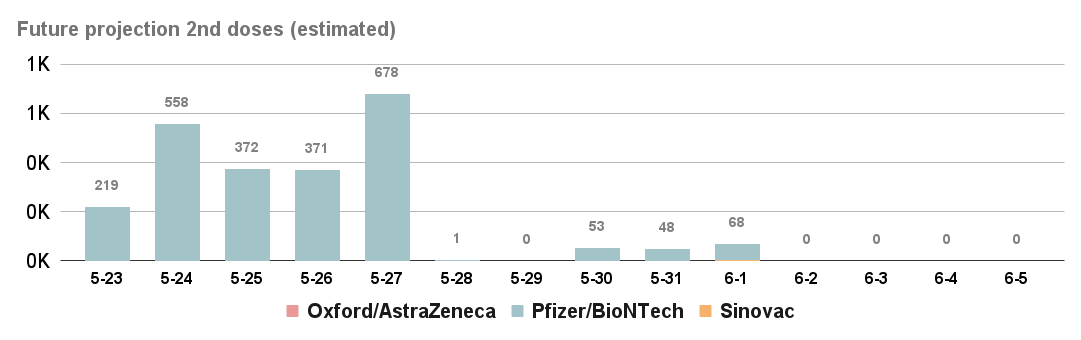 Future projection 2nd doses (estimated)
1K
1K
0K
0K
0K
219
558
372
371
678
1
0
53
48
68
0
0
0
0
5-23 5-24 5-25 5-26 5-27 5-28 5-29 5-30 5-31 6-1 6-2 6-3 6-4 6-5
Oxford/AstraZeneca Pfizer/BioNTech Sinovac